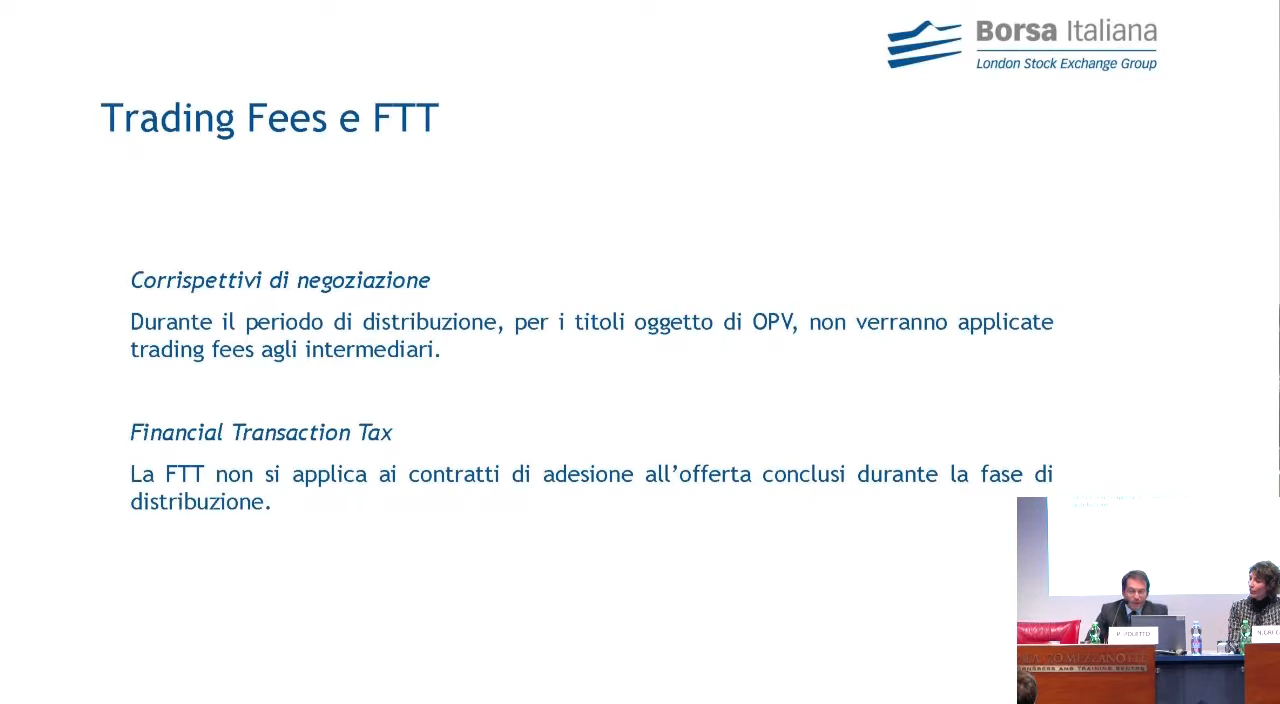 Borsa Italiana
London Stock Exchange Group
Trading Fees e FTT
Corrispettivi di negoziazione
Durante il periodo di distribuzione, per i titoli oggetto di OPV, non verranno applicate
trading fees agli intermediari.
Financial Transaction Tax
La FTT non si applica ai contratti di adesione all’offerta conclusi durante la fase di
distribuzione.